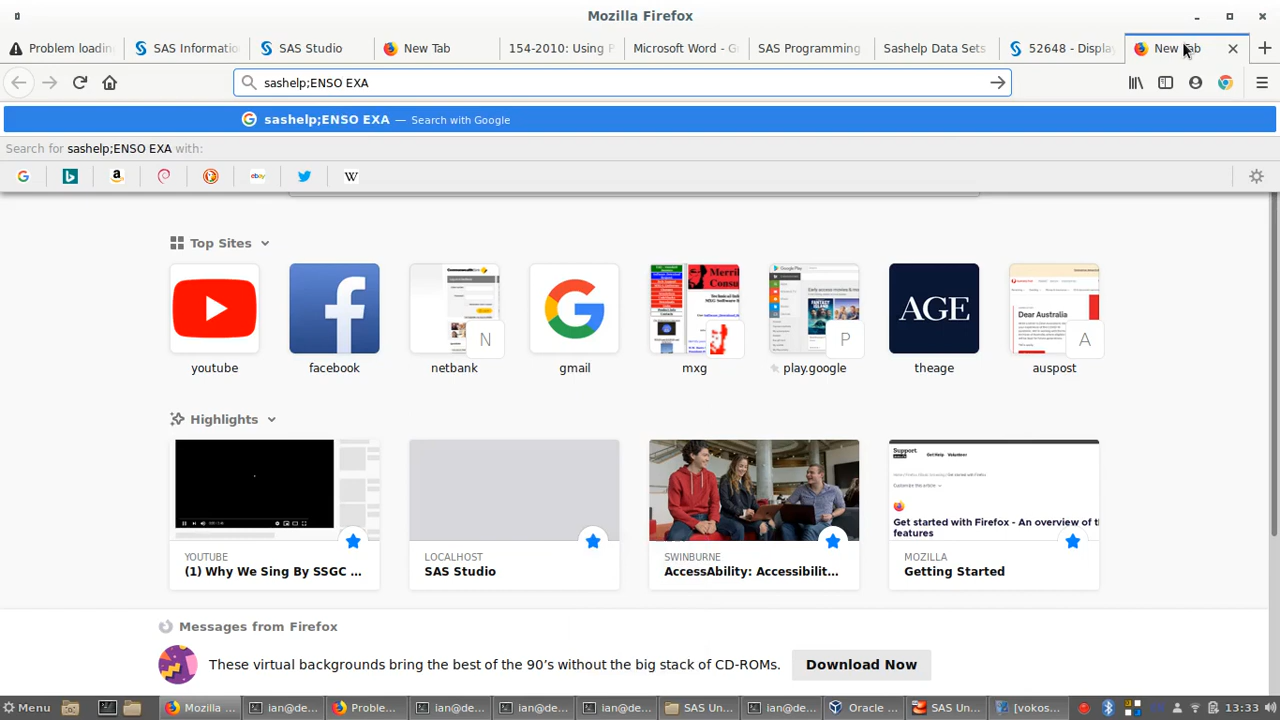 Mozilla Firefox
Problem loadin
SAS Informatio
SAS Studio
New Tab
154-2010: Using P
Microsoft Word - G
SAS Programming
Sashelp Data Sets
52648 - Display
New Tab
sashelp;ENSO EXA
sashelp;ENSO EXA — Search with Google
Search for sashelp;ENSO EXA with:
Top Sites
AGE
N
P
Dear Australia
A
youtube
facebook
netbank
gmail
mxg
play.google
theage
auspost
Highlights
Support
Get started with Firefox - An overview of t
features
YOUTUBE
(1) Why We Sing By SSGC ...
LOCALHOST
SAS Studio
SWINBURNE
AccessAbility: Accessibilit...
MOZILLA
Getting Started
Messages from Firefox
These virtual backgrounds bring the best of the 90's without the big stack of CD-ROMs.
Download Now
Menu
Mozilla ...
ian@de...
Proble...
ian@de...
ian@de...
ian@de...
SAS Un...
ian@de...
Oracle ...
SAS Un...
[vokos...
13:33